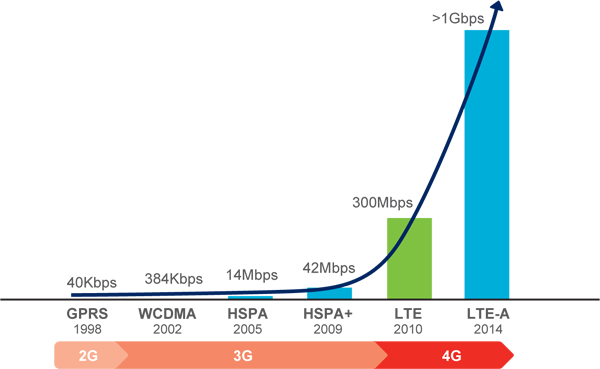 >1Gbps
300Mbps
42Mbps
14Mbps
384Kbps
40Kbps
GPRS WCDMA HSPA HSPA+ LTE LTE-A
1998 2002 2005 2009 2010 2014
2G 3G 4G